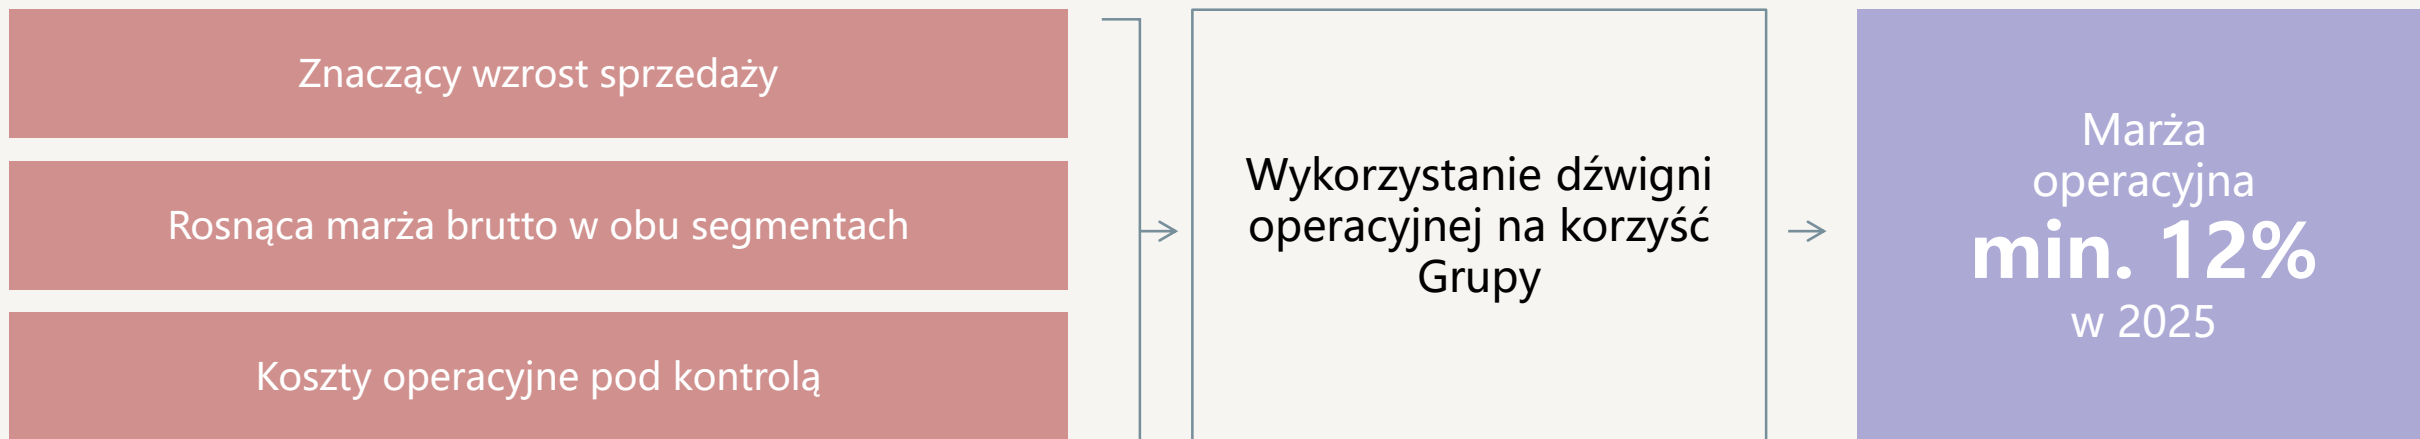 Znaczący wzrost sprzedaży
Rosnąca marża brutto w obu segmentach
Koszty operacyjne pod kontrolą
Wykorzystanie dźwigni
operacyjnej na korzyść
Grupy
Marża
operacyjna
min. 12%
w 2025